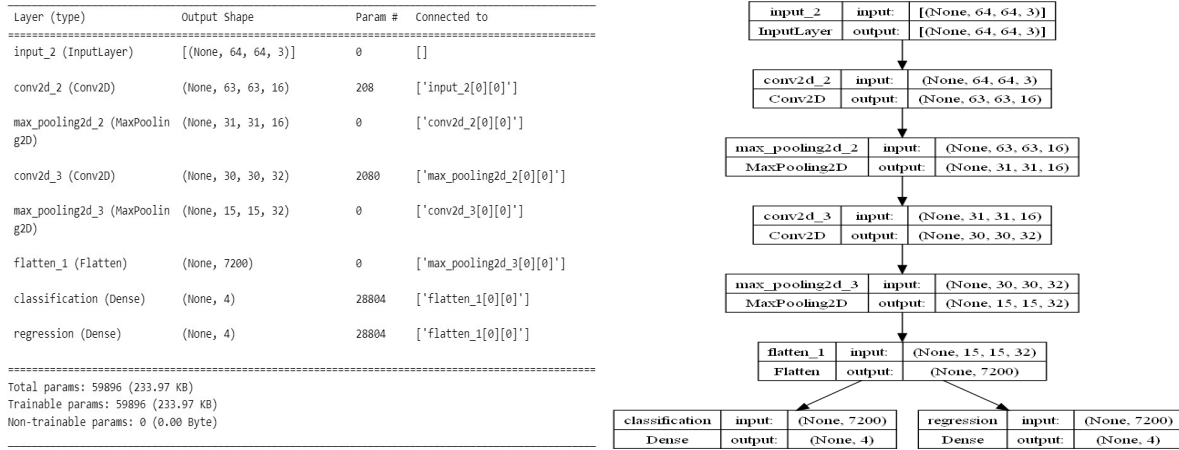 Layer (type) Output Shape Param # Connected to
input_2 (InputLayer) [(None, 64, 64, 3)] 0 []
conv2d_2 (Conv2D) (None, 63, 63, 16) 208 ['input_2[0][0]']
max_pooling2d_2 (MaxPoolin (None, 31, 31, 16) 0 ['conv2d_2[0][0]']
g2D)
conv2d_3 (Conv2D) (None, 30, 30, 32) 2080 ['max_pooling2d_2[0][0]']
max_pooling2d_3 (MaxPoolin (None, 15, 15, 32) 0 ['conv2d_3[0][0]']
g2D)
flatten_1 (Flatten) (None, 7200) 0 ['max_pooling2d_3[0][0]']
classification (Dense) (None, 4) 28804 ['flatten_1[0][0]']
regression (Dense) (None, 4) 28804 ['flatten_1[0][0]']
Total params: 59896 (233.97 KB)
Trainable params: 59896 (233.97 KB)
Non-trainable params: 0 (0.00 Byte)
input_2 input: [(None, 64, 64, 3)]
InputLayer output: [(None, 64, 64, 3)]
conv2d_2 input: (None, 64, 64, 3)
Conv2D output: (None, 63, 63, 16)
max_pooling2d_2 input: (None, 63, 63, 16)
MaxPooling2D output: (None, 31, 31, 16)
conv2d_3 input: (None, 31, 31, 16)
Conv2D output: (None, 30, 30, 32)
max_pooling2d_3 input: (None, 30, 30, 32)
MaxPooling2D output: (None, 15, 15, 32)
flatten_1 input: (None, 15, 15, 32)
Flatten output: (None, 7200)
classification input: (None, 7200)
Dense output: (None, 4)
regression input: (None, 7200)
Dense output: (None, 4)